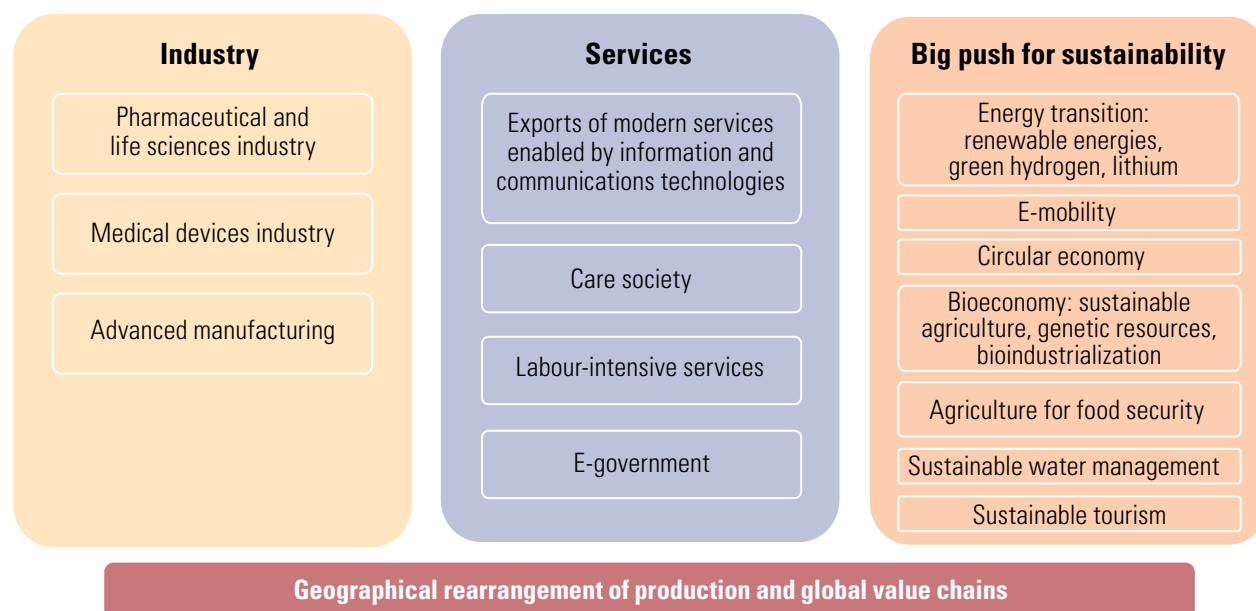 Industry
Pharmaceutical and
life sciences industry
Medical devices industry
Advanced manufacturing
Services
Exports of modern services
enabled by information and
communications technologies
Care society
Labour-intensive services
E-government
Big push for sustainability
Energy transition:
renewable energies,
green hydrogen, lithium
E-mobility
Circular economy
Bioeconomy: sustainable
agriculture, genetic resources,
bioindustrialization
Agriculture for food security
Sustainable water management
Sustainable tourism
Geographical rearrangement of production and global value chains